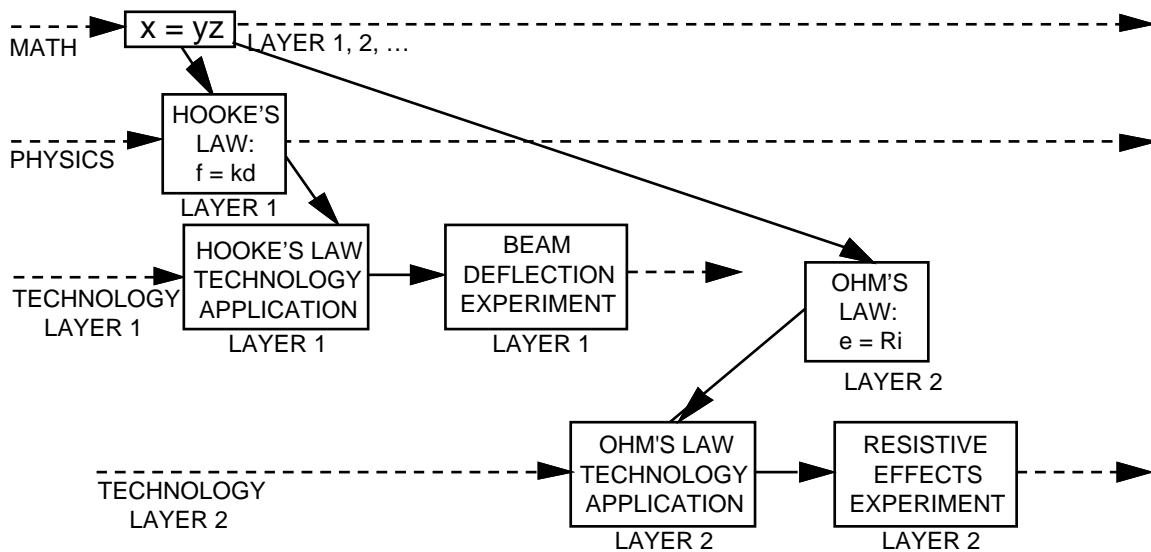 x = yz
MATH
LAYER 1, 2, …
HOOKE'S
LAW:
f = kd
PHYSICS
LAYER 1
HOOKE'S LAW
TECHNOLOGY
APPLICATION
LAYER 1
BEAM
DEFLECTION
EXPERIMENT
LAYER 1
TECHNOLOGY
LAYER 1
OHM'S
LAW:
e = Ri
LAYER 2
OHM'S LAW
TECHNOLOGY
APPLICATION
LAYER 2
RESISTIVE
EFFECTS
EXPERIMENT
LAYER 2
TECHNOLOGY
LAYER 2